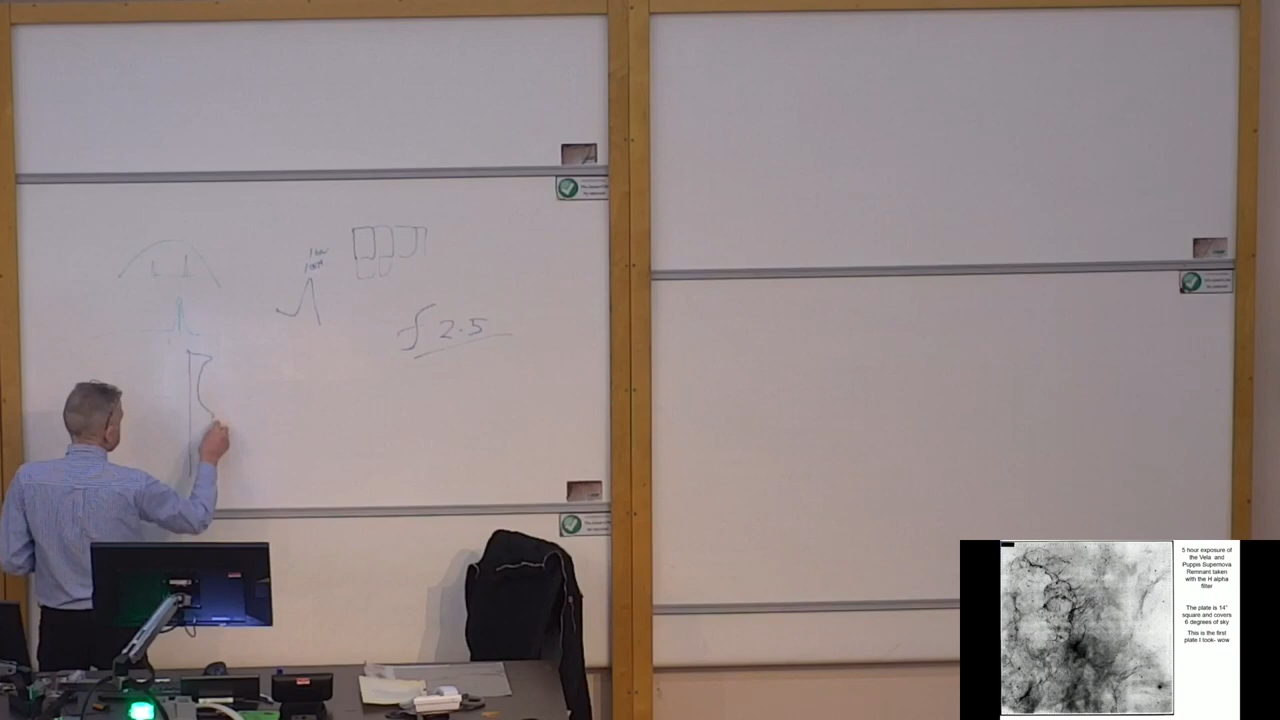 f 2.5
5 hour exposure of
the Vela and
Puppis Supernova
Remnant taken
with the H alpha
filter
The plate is 14"
square and covers
6 degrees of sky
This is the first
plate I took- wow